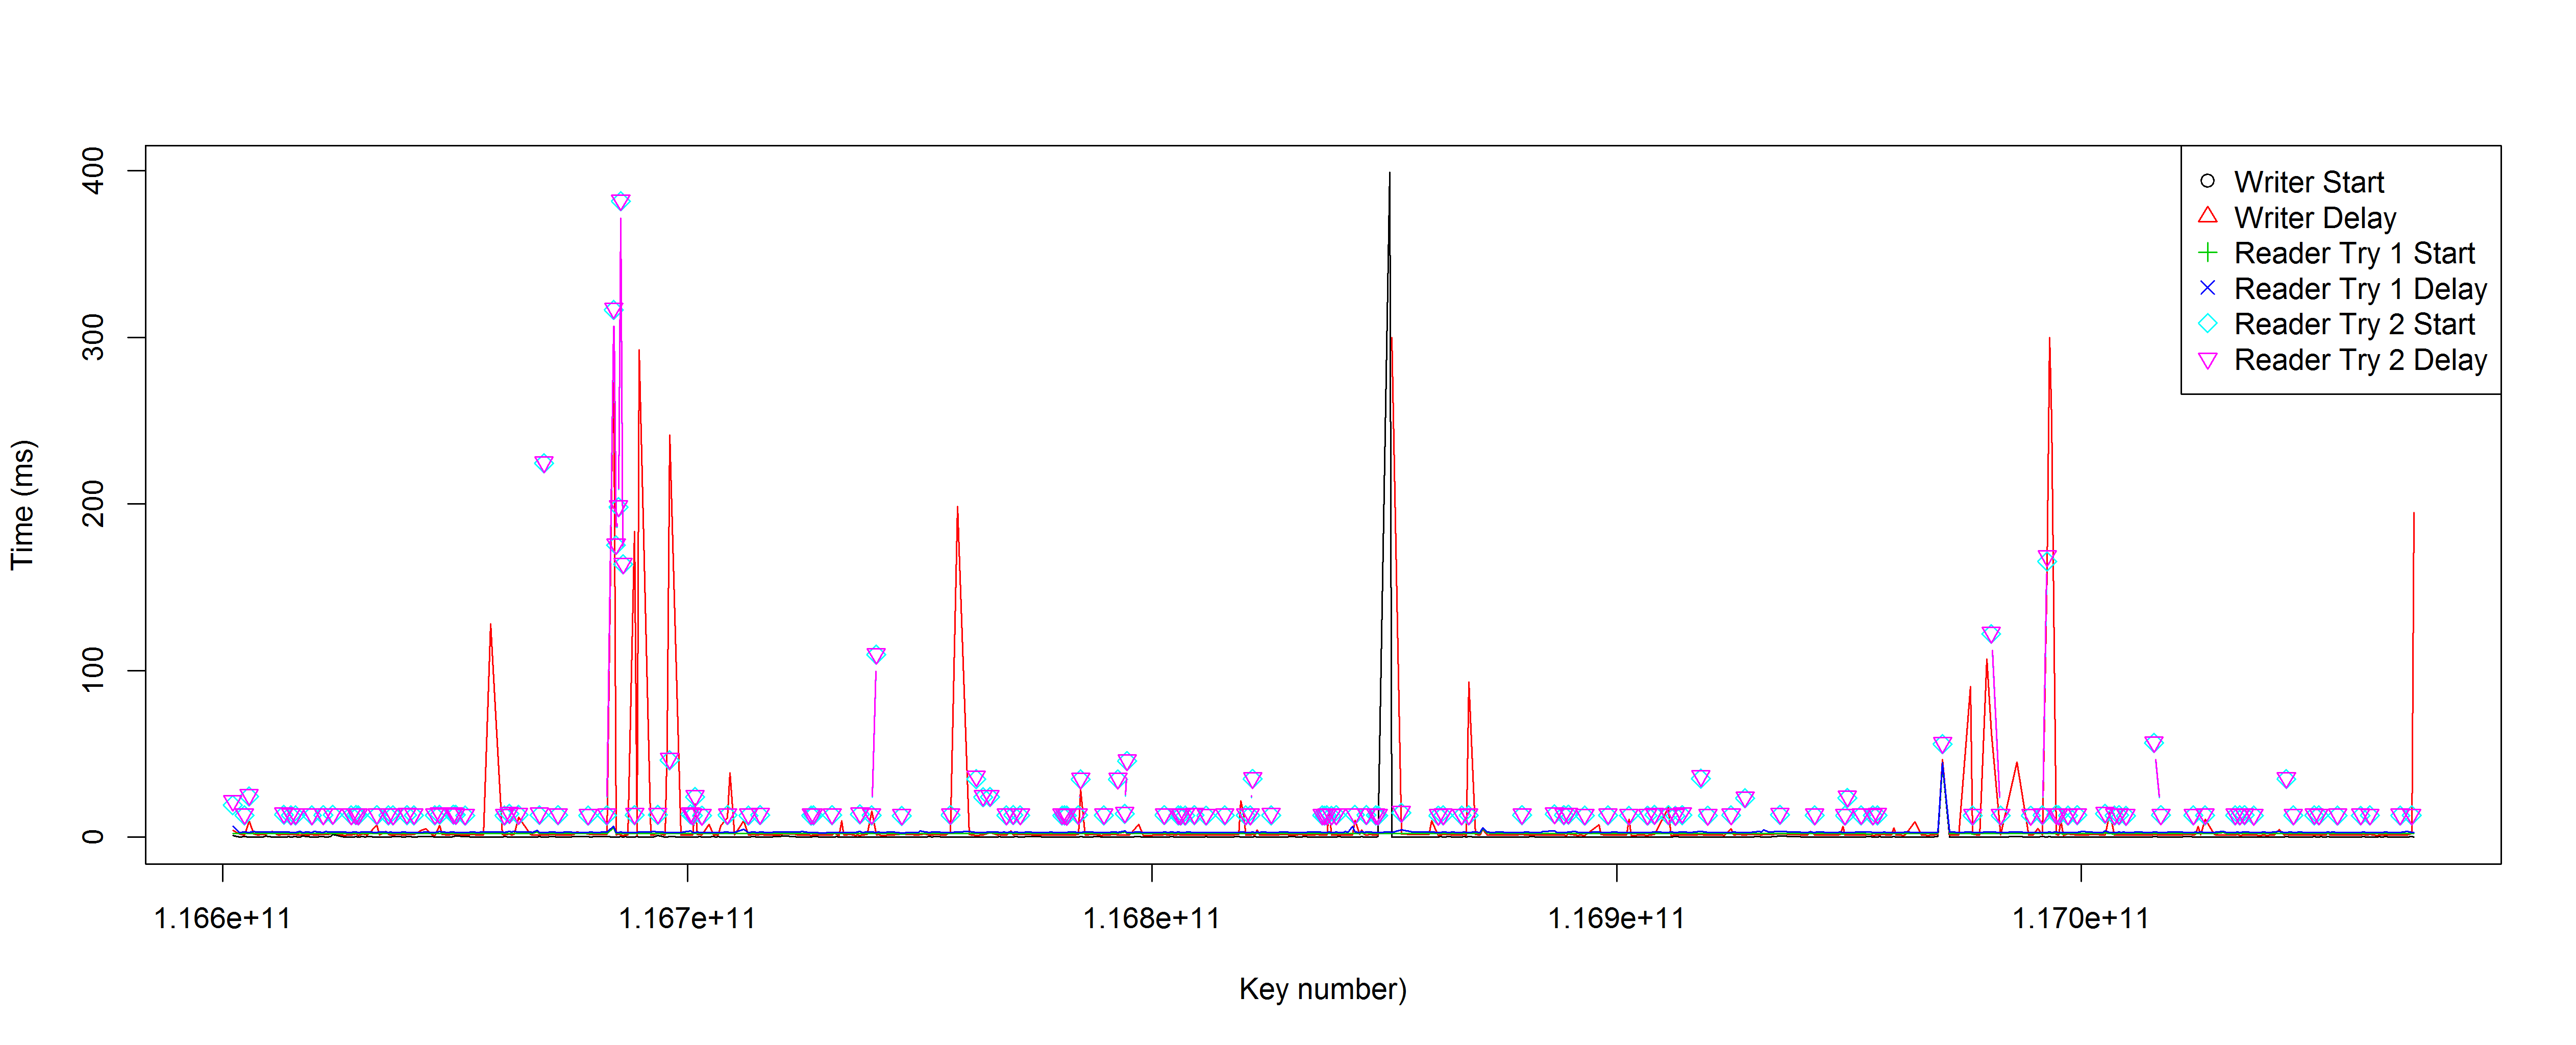 Time (ms)
400
300
200
100
0
Writer Start
Writer Delay
Reader Try 1 Start
Reader Try 1 Delay
Reader Try 2 Start
Reader Try 2 Delay
1.166e+11 1.167e+11 1.168e+11 1.169e+11 1.170e+11
Key number)